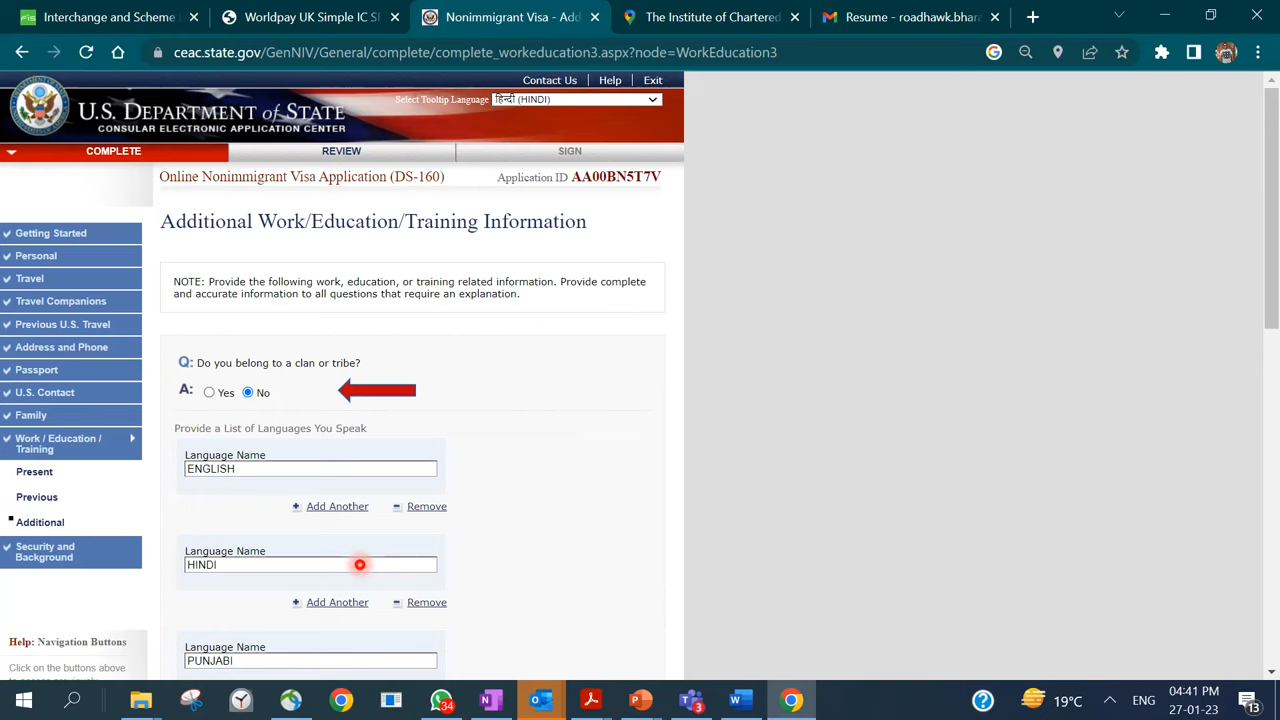 Interchange and Scheme
Worldpay UK Simple IC
Nonimmigrant Visa - Add
The Institute of Chartered
Resume - roadhawk.bhara
ceac.state.gov/GenNIV/General/complete/complete_workeducation3.aspx?node=WorkEducation3
Contact Us | Help | Exit
Select Tooltip Language हिन्दी (HINDI)
U.S. DEPARTMENT of STATE
CONSULAR ELECTRONIC APPLICATION CENTER
COMPLETE REVIEW SIGN
Online Nonimmigrant Visa Application (DS-160) Application ID AA00BN5T7V
Additional Work/Education/Training Information
Getting Started
Personal
Travel
Travel Companions
Previous U.S. Travel
Address and Phone
Passport
U.S. Contact
Family
Work / Education /
Training
Present
Previous
Additional
Security and
Background
Help: Navigation Buttons
Click on the buttons above
NOTE: Provide the following work, education, or training related information. Provide complete
and accurate information to all questions that require an explanation.
Q: Do you belong to a clan or tribe?
A: Yes No
Provide a List of Languages You Speak
Language Name
ENGLISH
Add Another Remove
Language Name
HINDI
Add Another Remove
Language Name
PUNJABI
34
3
19°C
ENG
04:41 PM
27-01-23
13